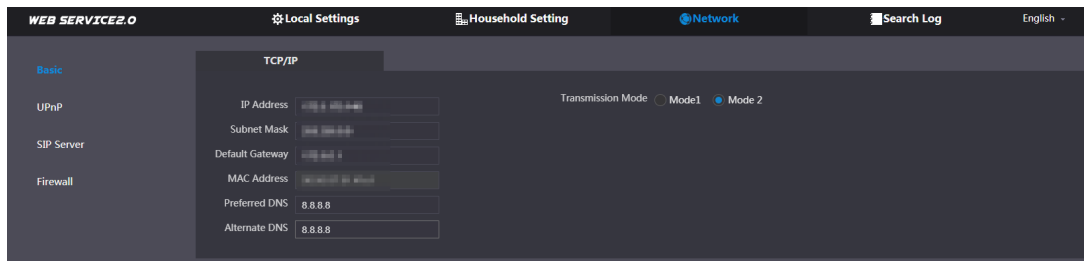 WEB SERVICE2.0 Local Settings Household Setting Network Search Log English
Basic
UPnP
SIP Server
Firewall
TCP/IP
IP Address
Subnet Mask
Default Gateway
MAC Address
Preferred DNS 8.8.8.8
Alternate DNS 8.8.8.8
Transmission Mode Mode1 Mode 2